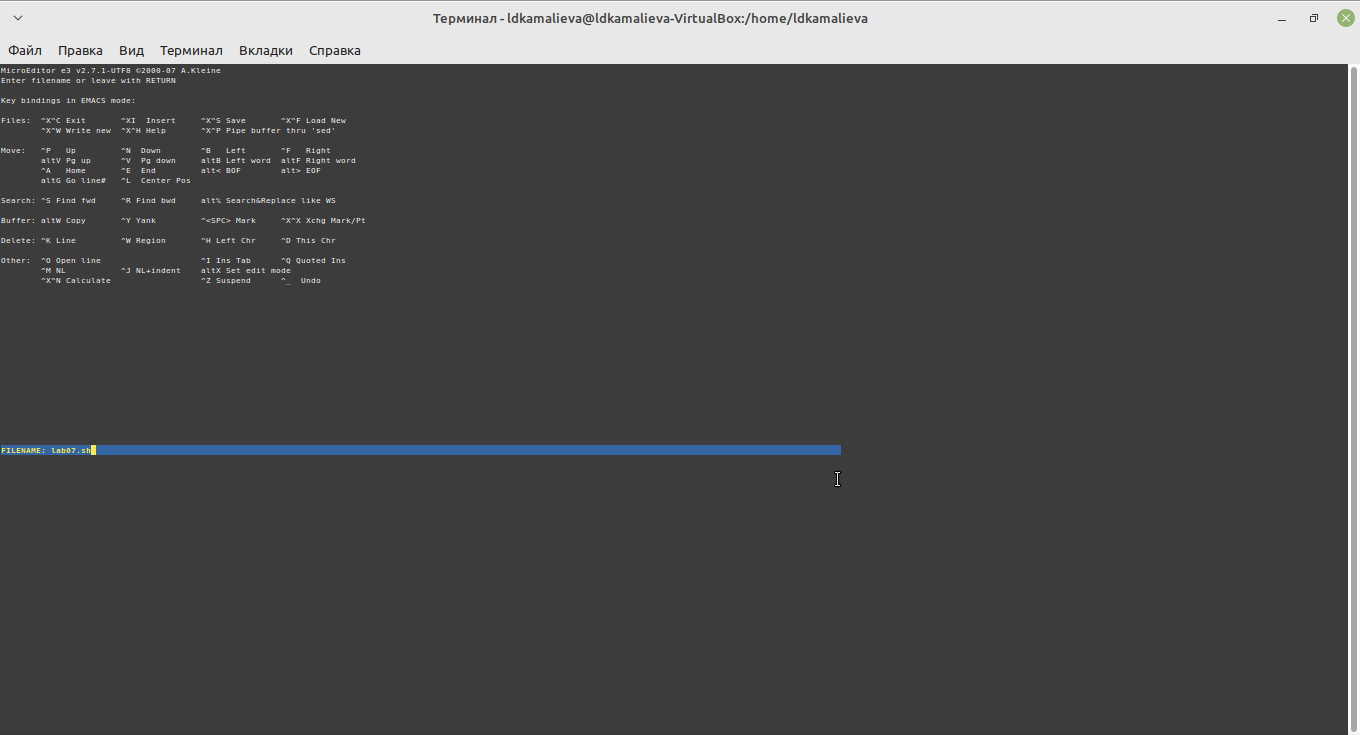 Терминал - ldkamalieva@ldkamalieva-VirtualBox:/home/ldkamalieva
Файл Правка Вид Терминал Вкладки Справка
MicroEditor e3 v2.7.1-UTF8 ©2000-07 A.Kleine
Enter filename or leave with RETURN
Key bindings in EMACS mode:
Files:  ^X^C Exit       ^XI  Insert     ^X^S Save       ^X^F Load New
        ^X^W Write new  ^X^H Help       ^X^P Pipe buffer thru 'sed'
Move:   ^P   Up         ^N  Down        ^B   Left       ^F   Right
        altV Pg up      ^V  Pg down     altB Left word  altF Right word
        ^A   Home       ^E  End         alt< BOF        alt> EOF
        altG Go line#   ^L  Center Pos
Search: ^S Find fwd     ^R Find bwd     alt% Search&Replace like WS
Buffer: altW Copy       ^Y Yank         ^<SPC> Mark     ^X^X Xchg Mark/Pt
Delete: ^K Line         ^W Region       ^H Left Chr     ^D This Chr
Other:  ^O Open line                    ^I Ins Tab      ^Q Quoted Ins
        ^M NL           ^J NL+indent    altX Set edit mode
        ^X^N Calculate                  ^Z Suspend      ^_  Undo
FILENAME: lab07.sh